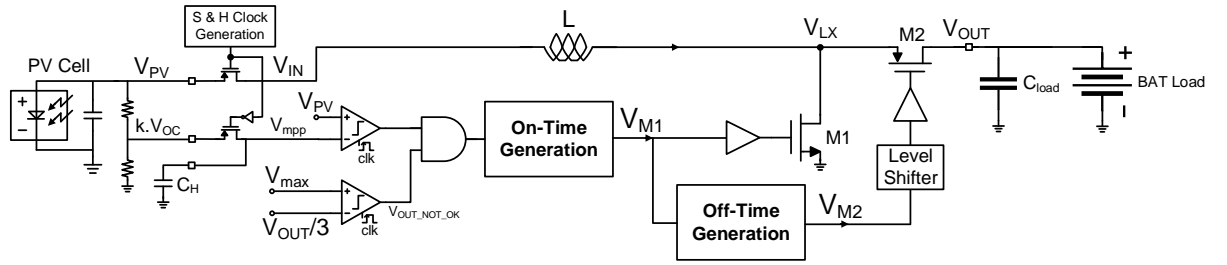 S & H Clock
Generation
L
V_LX
M2
V_OUT
PV Cell
V_PV
V_IN
+
BAT Load
C_load
+
−
k.V_OC
V_mpp
V_PV
+
−
clk
On-Time
Generation
V_M1
M1
−
Level
Shifter
C_H
V_max
V_OUT/3
+
−
clk
V_OUT_NOT_OK
Off-Time
Generation
V_M2